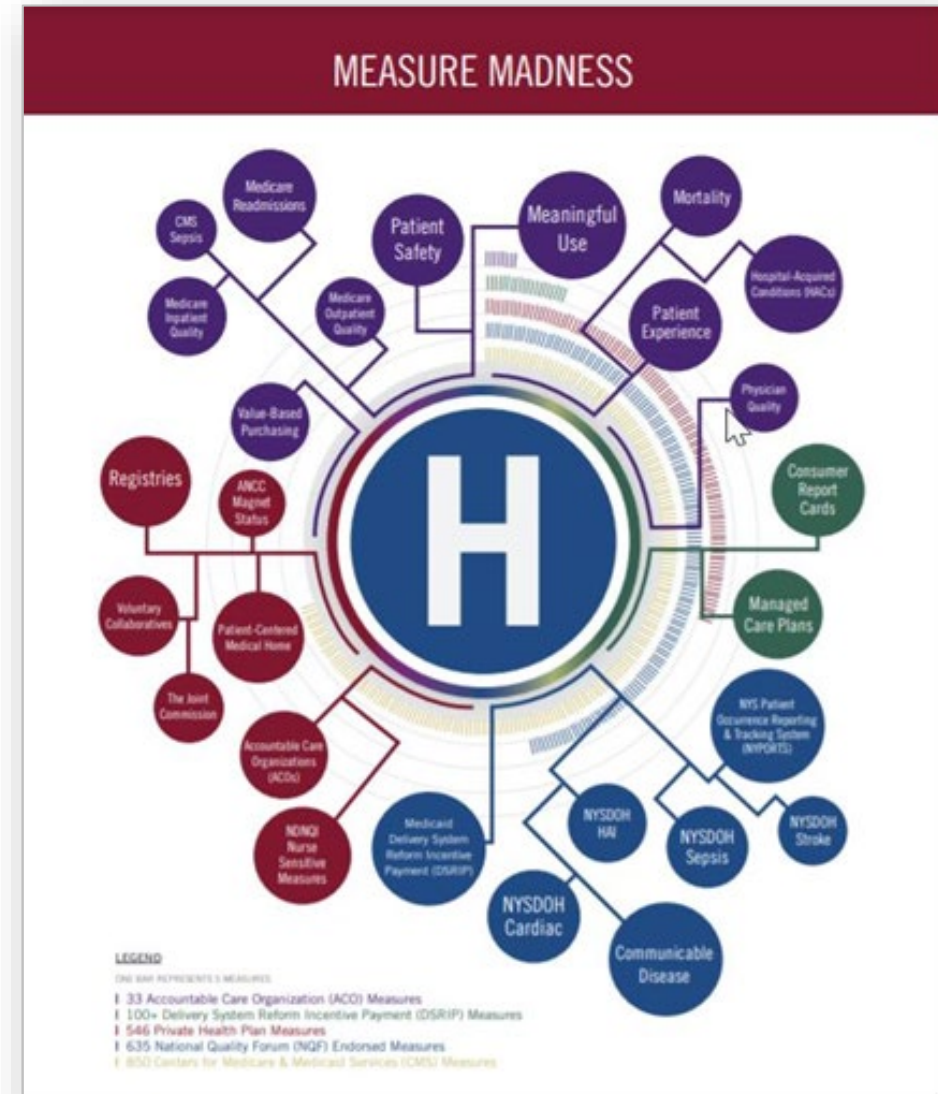 MEASURE MADNESS
Medicare
Readmissions
CMS
Sepsis
Medicare
Inpatient
Quality
Medicare
Outpatient
Quality
Value-Based
Purchasing
Patient
Safety
Meaningful
Use
Mortality
Hospital-Acquired
Conditions (HACs)
Patient
Experience
Physician
Quality
Registries
ANCC
Magnet
Status
Voluntary
Collaboratives
Patient-Centered
Medical Home
The Joint
Commission
Accountable Care
Organizations
(ACOs)
NDNQI
Nurse
Sensitive
Measures
H
Consumer
Report
Cards
Managed
Care Plans
NYS Patient
Occurrence Reporting
& Tracking System
(NYPORTS)
Medicaid
Delivery System
Reform Incentive
Payment (DSRIP)
NYSDOH
HAI
NYSDOH
Sepsis
NYSDOH
Stroke
NYSDOH
Cardiac
Communicable
Disease
LEGEND
ONE BAR REPRESENTS 5 MEASURES
33 Accountable Care Organization (ACO) Measures
100+ Delivery System Reform Incentive Payment (DSRIP) Measures
546 Private Health Plan Measures
635 National Quality Forum (NQF) Endorsed Measures
850 Centers for Medicare & Medicaid Services (CMS) Measures